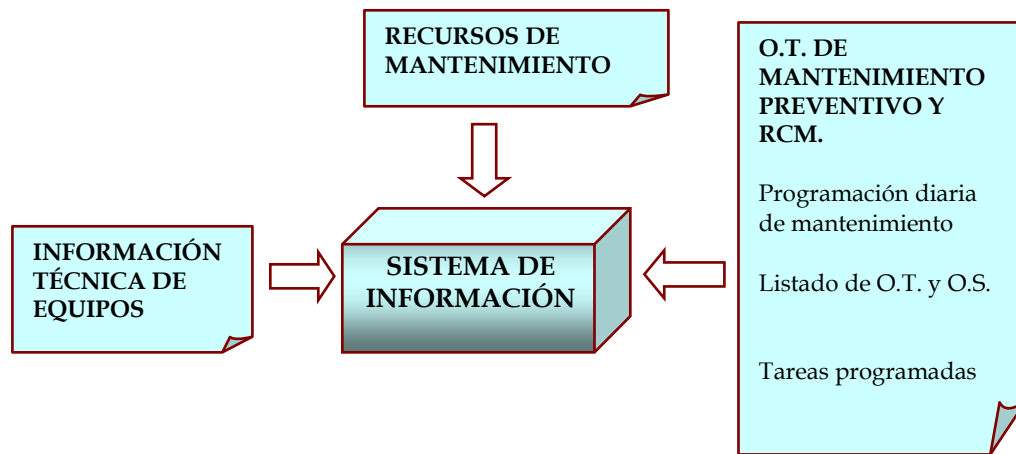 RECURSOS DE
MANTENIMIENTO
O.T. DE
MANTENIMIENTO
PREVENTIVO Y
RCM.
Programación diaria
de mantenimiento
Listado de O.T. y O.S.
Tareas programadas
INFORMACIÓN
TÉCNICA DE
EQUIPOS
SISTEMA DE
INFORMACIÓN